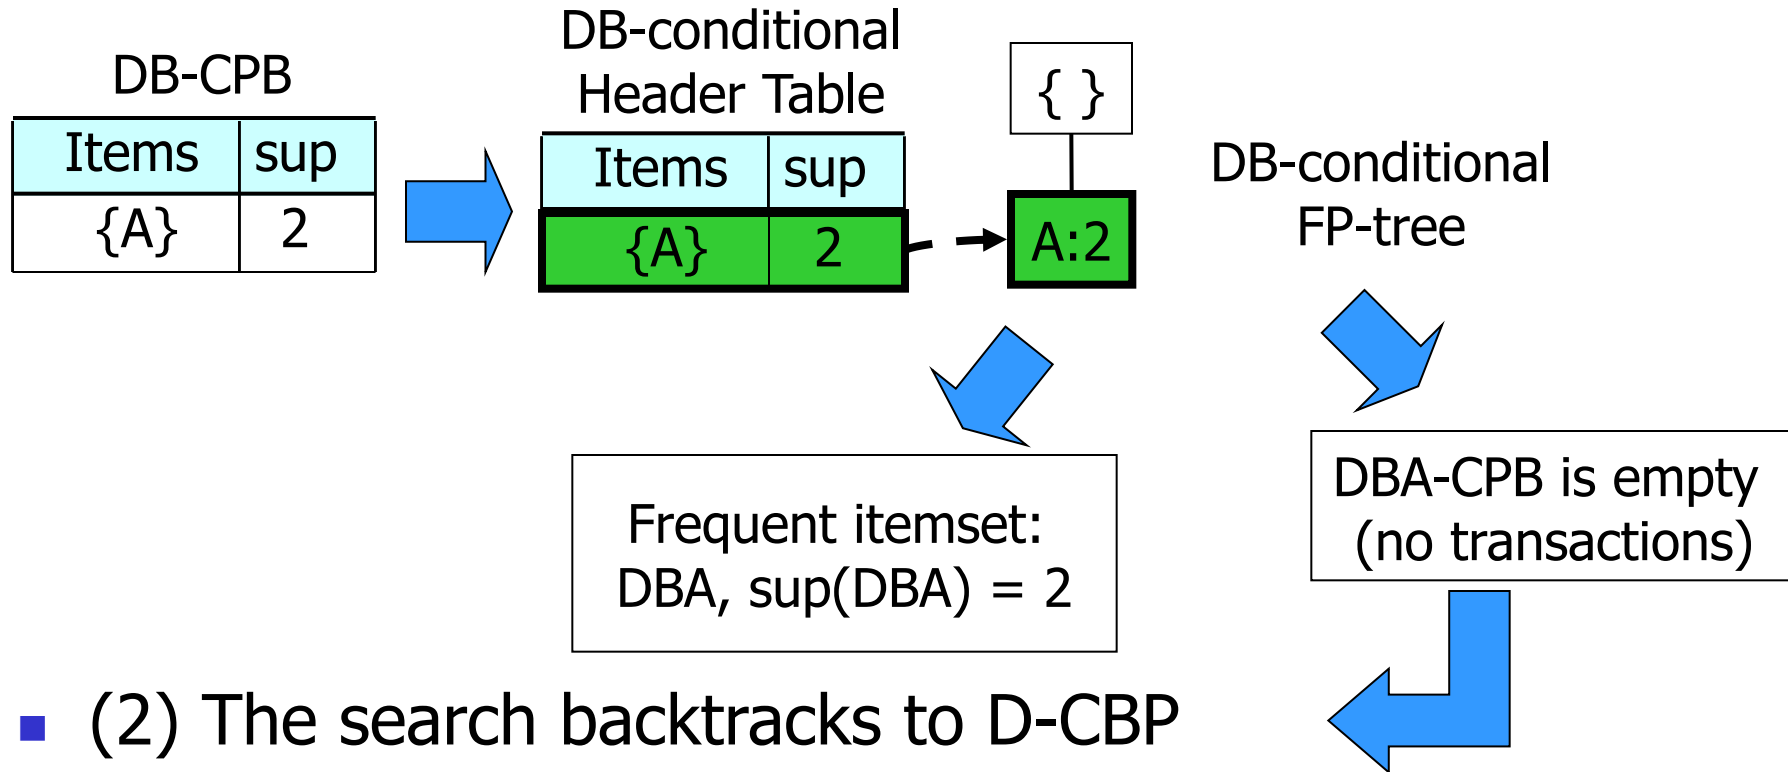 DB-CPB
Items sup
{A} 2
DB-conditional
Header Table
Items sup
{A} 2
{ }
A:2
DB-conditional
FP-tree
Frequent itemset:
DBA, sup(DBA) = 2
DBA-CPB is empty
(no transactions)
(2) The search backtracks to D-CBP